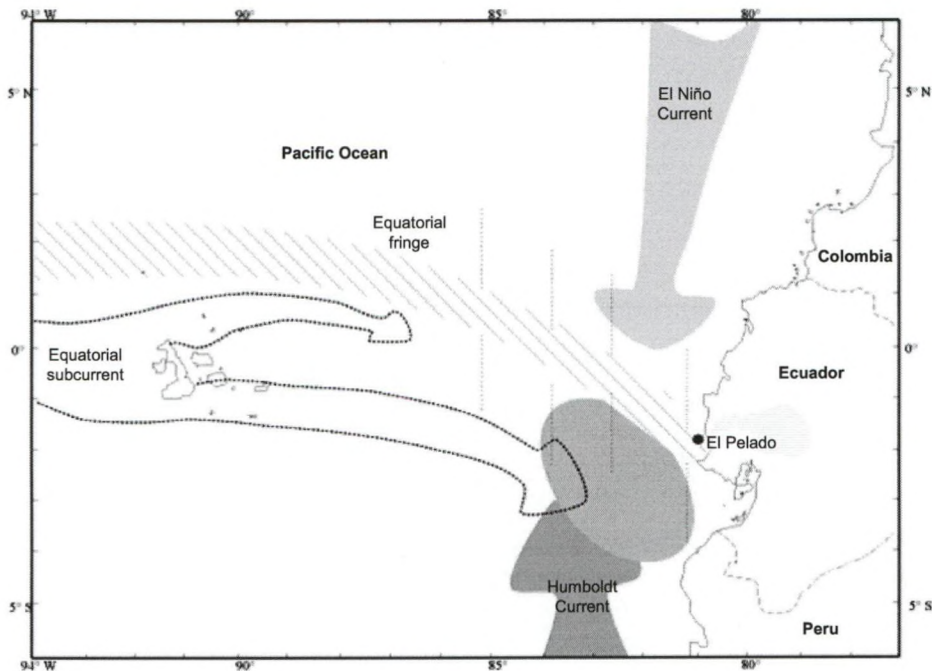 94° W
90°
85°
80°
5° N
5° N
El Niño
Current
Pacific Ocean
Equatorial
fringe
Colombia
0°
0°
Equatorial
subcurrent
Ecuador
El Pelado
Humboldt
Current
5° S
5° S
Peru
94° W
90°
85°
80°